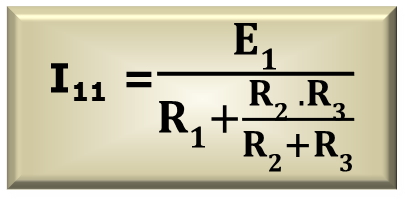 I₁₁ = E₁ / (R₁ + (R₂ . R₃) / (R₂ + R₃))